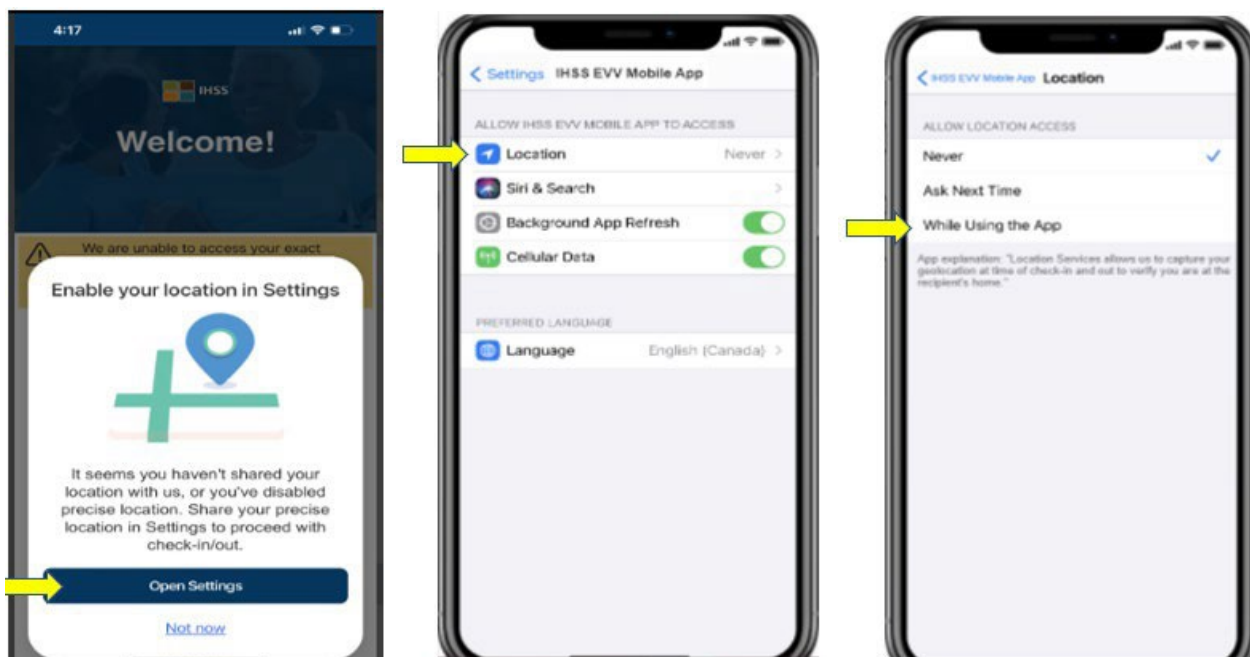 4:17
IHSS
Welcome!
We are unable to access your exact
Enable your location in Settings
It seems you haven't shared your
location with us, or you've disabled
precise location. Share your precise
location in Settings to proceed with
check-in/out.
Open Settings
Not now
Settings IHSS EVV Mobile App
ALLOW IHSS EVV MOBILE APP TO ACCESS
Location Never
Siri & Search
Background App Refresh
Cellular Data
PREFERRED LANGUAGE
Language English (Canada)
IHSS EVV Mobile App Location
ALLOW LOCATION ACCESS
Never
Ask Next Time
While Using the App
App explanation: "Location Services allows us to capture your
geolocation at time of check-in and out to verify you are at the
recipient's home."